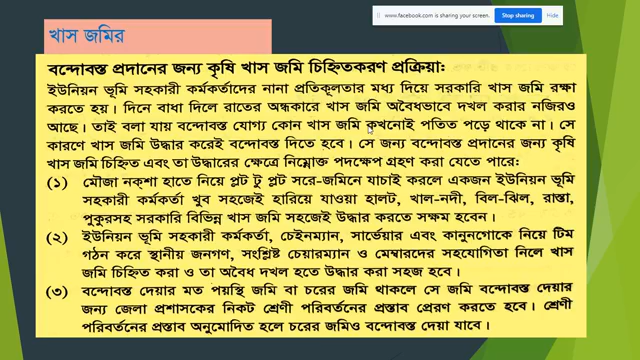 www.facebook.com is sharing your screen.
Stop sharing
Hide
খাস জমির
বন্দোবস্ত প্রদানের জন্য কৃষি খাস জমি চিহ্নিতকরণ প্রক্রিয়া:
ইউনিয়ন ভূমি সহকারী কর্মকর্তাদের নানা প্রতিকূলতার মধ্য দিয়ে সরকারি খাস জমি রক্ষা
করতে হয়। দিনে বাধা দিলে রাতের অন্ধকারে খাস জমি অবৈধভাবে দখল করার নজিরও
আছে। তাই বলা যায় বন্দোবস্ত যোগ্য কোন খাস জমি কখনোই পতিত পড়ে থাকে না। সে
কারণে খাস জমি উদ্ধার করেই বন্দোবস্ত দিতে হবে। সে জন্য বন্দোবস্ত প্রদানের জন্য কৃষি
খাস জমি চিহ্নিত এবং তা উদ্ধারের ক্ষেত্রে নিম্নোক্ত পদক্ষেপ গ্রহণ করা যেতে পারে:
(১) মৌজা নক্শা হাতে নিয়ে প্লট টু প্লট সরে-জমিনে যাচাই করলে একজন ইউনিয়ন ভূমি
সহকারী কর্মকর্তা খুব সহজেই হারিয়ে যাওয়া হালট, খাল-নদী, বিল-ঝিল, রাস্তা,
পুকুরসহ সরকারি বিভিন্ন খাস জমি সহজেই উদ্ধার করতে সক্ষম হবেন।
(২) ইউনিয়ন ভূমি সহকারী কর্মকর্তা, চেইনম্যান, সার্ভেয়ার এবং কানুনগোকে নিয়ে টিম
গঠন করে স্থানীয় জনগণ, সংশ্লিষ্ট চেয়ারম্যান ও মেম্বারদের সহযোগিতা নিলে খাস
জমি চিহ্নিত করা ও তা অবৈধ দখল হতে উদ্ধার করা সহজ হবে।
(৩) বন্দোবস্ত দেয়ার মত পয়স্থি জমি বা চরের জমি থাকলে সে জমি বন্দোবস্ত দেয়ার
জন্য জেলা প্রশাসকের নিকট শ্রেণী পরিবর্তনের প্রস্তাব প্রেরণ করতে হবে। শ্রেণী
পরিবর্তনের প্রস্তাব অনুমোদিত হলে চরের জমিও বন্দোবস্ত দেয়া যাবে।